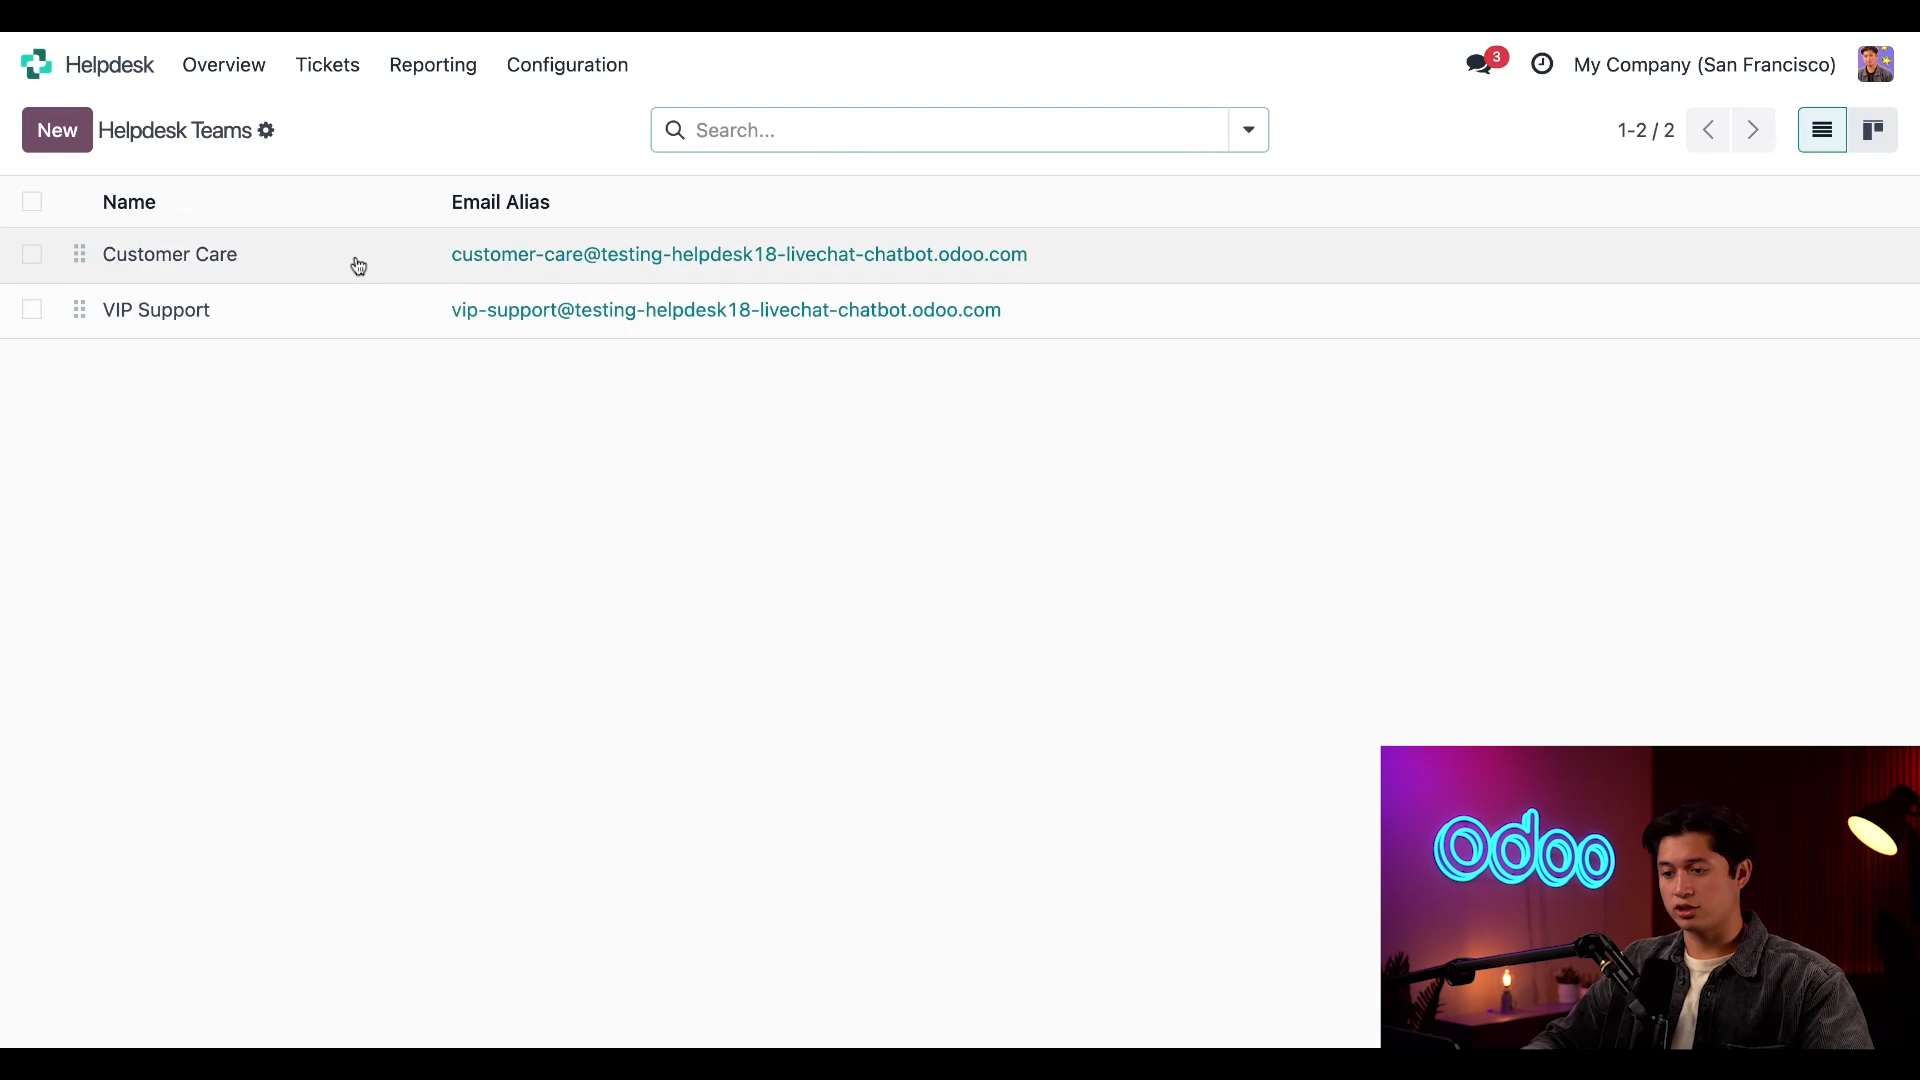 Helpdesk Overview Tickets Reporting Configuration 3 My Company (San Francisco)
New Helpdesk Teams Search... 1-2 / 2
Name Email Alias
Customer Care customer-care@testing-helpdesk18-livechat-chatbot.odoo.com
VIP Support vip-support@testing-helpdesk18-livechat-chatbot.odoo.com
odoo